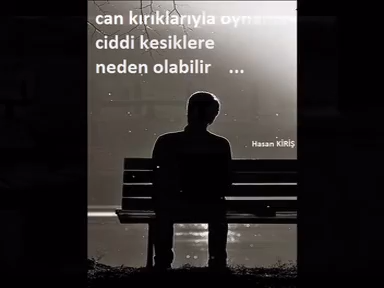 can kırıklarıyla
ciddi kesiklere
neden olabilir ...
Hasan KİRİŞ